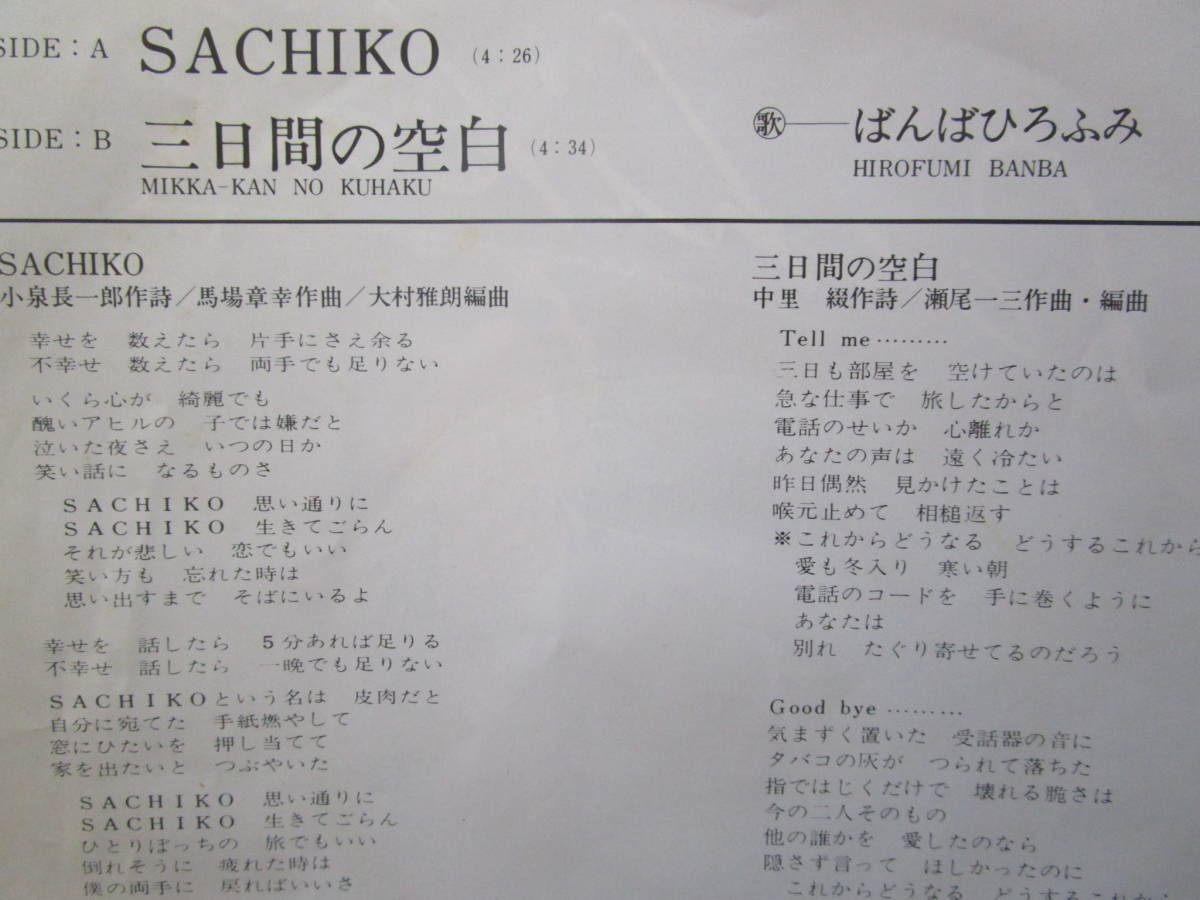 SIDE：A SACHIKO (4：26)
SIDE：B 三日間の空白 (4：34)
MIKKA-KAN NO KUHAKU
㊙歌──ばんばひろふみ
HIROFUMI BANBA
SACHIKO
小泉長一郎作詩／馬場章幸作曲／大村雅朗編曲
幸せを　数えたら　片手にさえ余る
不幸せ　数えたら　両手でも足りない
いくら心が　綺麗でも
醜いアヒルの　子では嫌だと
泣いた夜さえ　いつの日か
笑い話に　なるものさ
SACHIKO　思い通りに
SACHIKO　生きてごらん
それが悲しい　恋でもいい
笑い方も　忘れた時は
思い出すまで　そばにいるよ
幸せを　話したら　5分あれば足りる
不幸せ　話したら　一晩でも足りない
SACHIKOという名は　皮肉だと
自分に宛てた　手紙燃やして
窓にひたいを　押し当てて
家を出たいと　つぶやいた
SACHIKO　思い通りに
SACHIKO　生きてごらん
ひとりぼっちの　旅でもいい
倒れそうに　疲れた時は
僕の両手に　戻ればいいさ
三日間の空白
中里　綴作詩／瀬尾一三作曲・編曲
Tell me………
三日も部屋を　空けていたのは
急な仕事で　旅したからと
電話のせいか　心離れか
あなたの声は　遠く冷たい
昨日偶然　見かけたことは
喉元止めて　相槌返す
※これからどうなる　どうするこれから
愛も冬入り　寒い朝
電話のコードを　手に巻くように
あなたは
別れ　たぐり寄せてるのだろう
Good bye………
気まずく置いた　受話器の音に
タバコの灰が　つられて落ちた
指ではじくだけで　壊れる脆さは
今の二人そのもの
他の誰かを　愛したのなら
隠さず言って　ほしかったのに
これからどうなる　どうするこれから